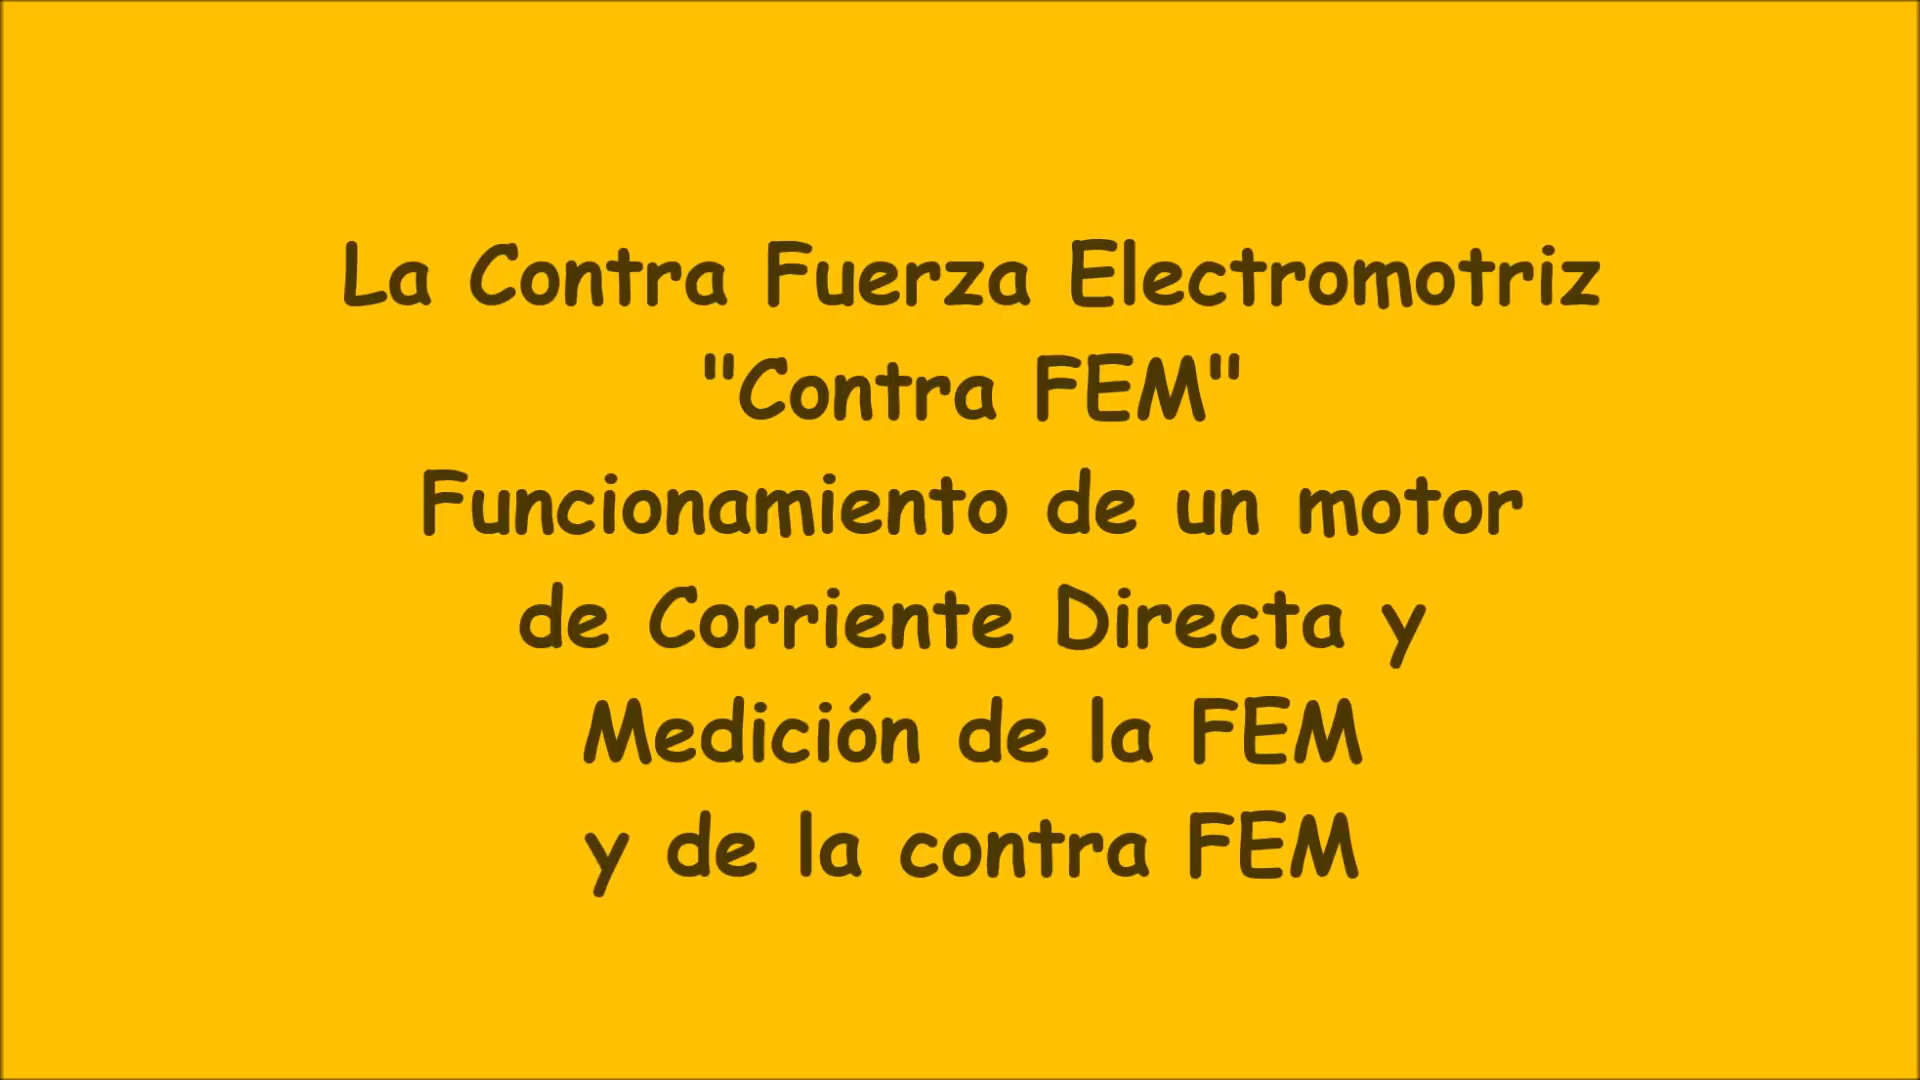 La Contra Fuerza Electromotriz
"Contra FEM"
Funcionamiento de un motor
de Corriente Directa y
Medición de la FEM
y de la contra FEM